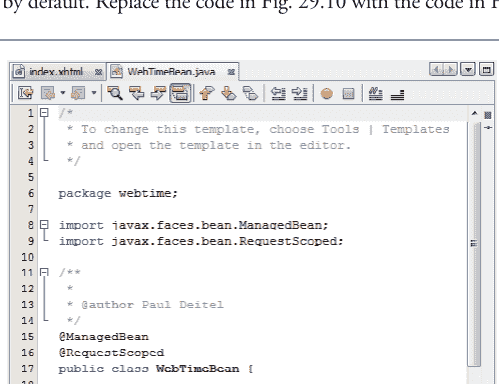 by default. Replace the code in Fig. 29.10 with the code in
index.xhtml WebTimeBean.java
1 /*
2 * To change this template, choose Tools | Templates
3 * and open the template in the editor.
4 */
5
6 package webtime;
7
8 import javax.faces.bean.ManagedBean;
9 import javax.faces.bean.RequestScoped;
10
11 /**
12 *
13 * @author Paul Deitel
14 */
15 @ManagedBean
16 @RequestScoped
17 public class WebTimeBean {